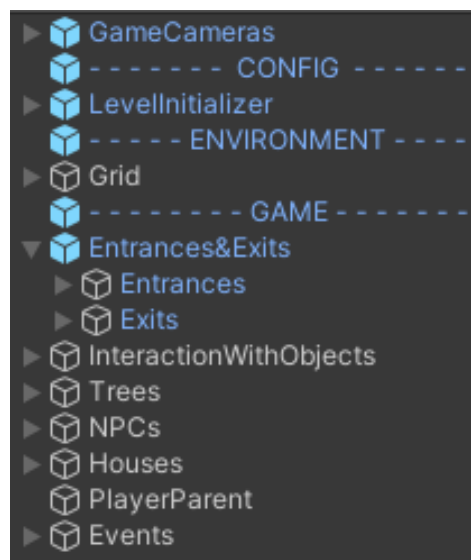 GameCameras
- - - - - - - CONFIG - - - - - -
LevelInitializer
- - - - - ENVIRONMENT - - - -
Grid
- - - - - - - - GAME - - - - - - -
Entrances&Exits
Entrances
Exits
InteractionWithObjects
Trees
NPCs
Houses
PlayerParent
Events